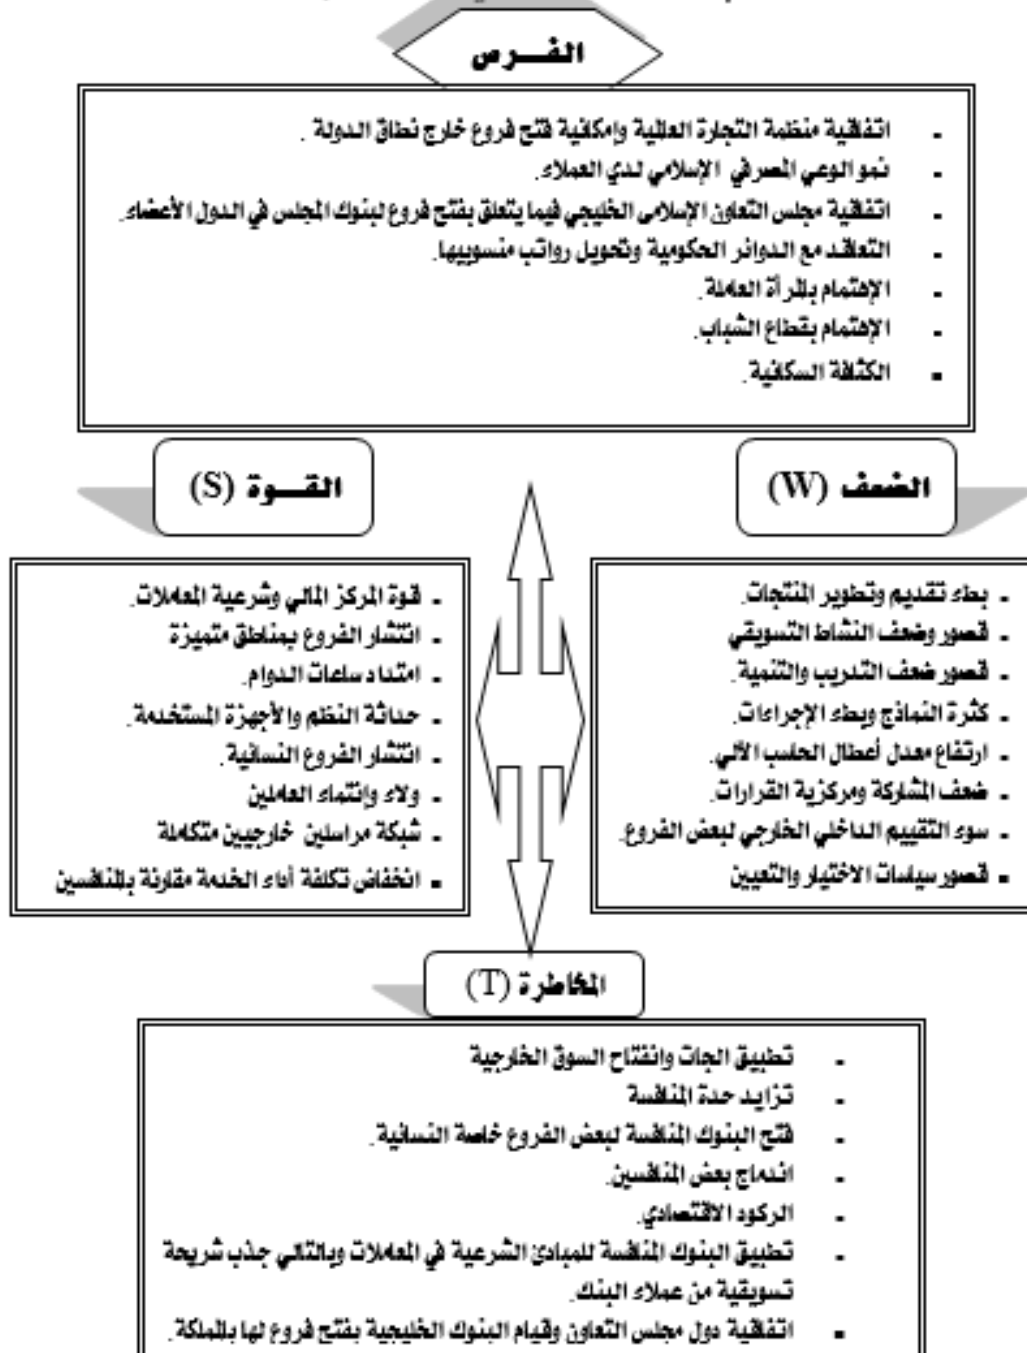 الفـــرص
- اتفاقية منظمة التجارة العالمية وإمكانية فتح فروع خارج نطاق الدولة .
- نمو الوعي المصرفي الإسلامي لدي العملاء.
- اتفاقية مجلس التعاون الإسلامى الخليجي فيما يتعلق بفتح فروع لبنوك المجلس في الدول الأعضاء.
- التعاقد مع الدوائر الحكومية وتحويل رواتب منسوبيها.
- الإهتمام بالمرأة العاملة.
- الإهتمام بقطاع الشباب.
- الكثافة السكانية.
الضعف (W)
- بطء تقديم وتطوير المنتجات.
- قصور وضعف النشاط التسويقي
- قصور ضعف التدريب والتنمية.
- كثرة النماذج وبطء الإجراءات.
- ارتفاع معدل أعطال الحاسب الألي.
- ضعف المشاركة ومركزية القرارات.
- سوء التقييم الداخلي الخارجي لبعض الفروع.
- قصور سياسات الاختيار والتعيين
القـــوة (S)
- قوة المركز المالي وشرعية المعاملات.
- انتشار الفروع بمناطق متميزة
- امتداد ساعات الدوام.
- حداثة النظم والأجهزة المستخدمة.
- انتشار الفروع النسائية.
- ولاء وإنتماء العاملين
- شبكة مراسلين خارجيين متكاملة
- انخفاض تكلفة أداء الخدمة مقارنة بالمنافسين
المخاطرة (T)
- تطبيق الجات وانفتاح السوق الخارجية
- تزايد حدة المنافسة
- فتح البنوك المنافسة لبعض الفروع خاصة النسائية.
- اندماج بعض المنافسين.
- الركود الاقتصادي.
- تطبيق البنوك المنافسة للمبادئ الشرعية في المعاملات وبالتالي جذب شريحة
تسويقية من عملاء البنك.
- اتفاقية دول مجلس التعاون وقيام البنوك الخليجية بفتح فروع لها بالمملكة.